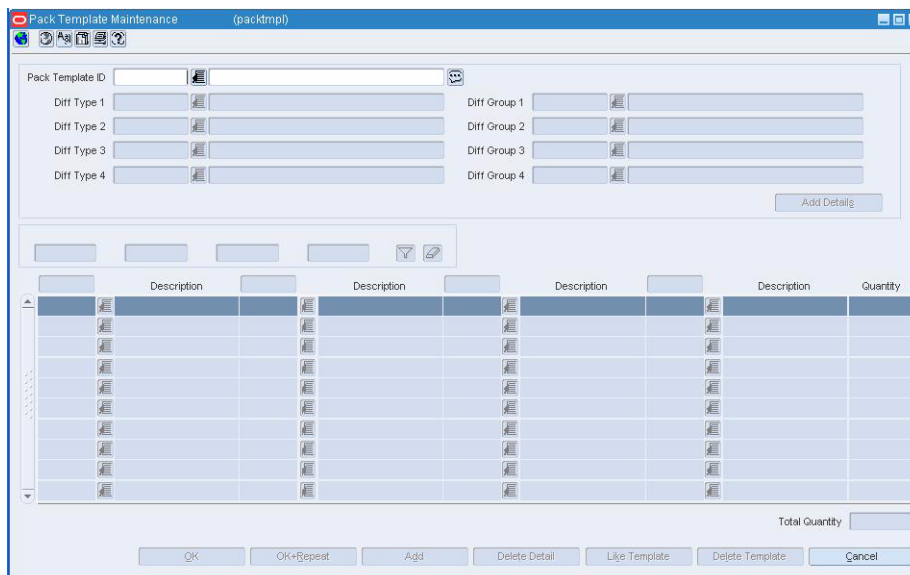 Pack Template Maintenance (packtmpl)
Pack Template ID
Diff Type 1 Diff Group 1
Diff Type 2 Diff Group 2
Diff Type 3 Diff Group 3
Diff Type 4 Diff Group 4
Add Details
Description Description Description Description Quantity
Total Quantity
OK OK+Repeat Add Delete Detail Like Template Delete Template Cancel